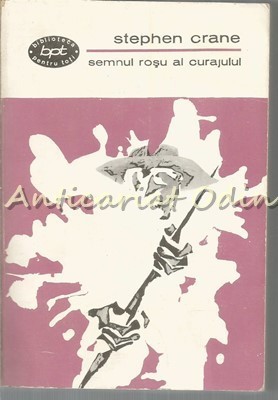 stephen crane
biblioteca
bpt
pentru toți
semnul roșu al curajului
Anticariat Odin